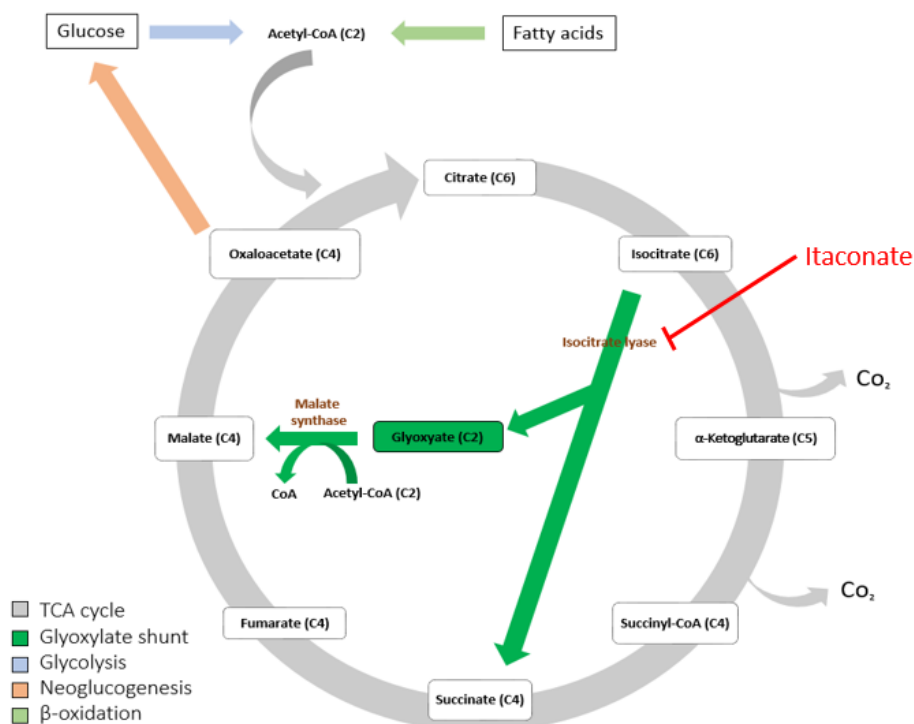 Glucose
Acetyl-CoA (C2)
Fatty acids
Citrate (C6)
Oxaloacetate (C4)
Isocitrate (C6)
Itaconate
Isocitrate lyase
Co₂
Malate
synthase
Malate (C4)
Glyoxyate (C2)
α-Ketoglutarate (C5)
CoA
Acetyl-CoA (C2)
Co₂
TCA cycle
Glyoxylate shunt
Glycolysis
Neoglucogenesis
β-oxidation
Fumarate (C4)
Succinyl-CoA (C4)
Succinate (C4)